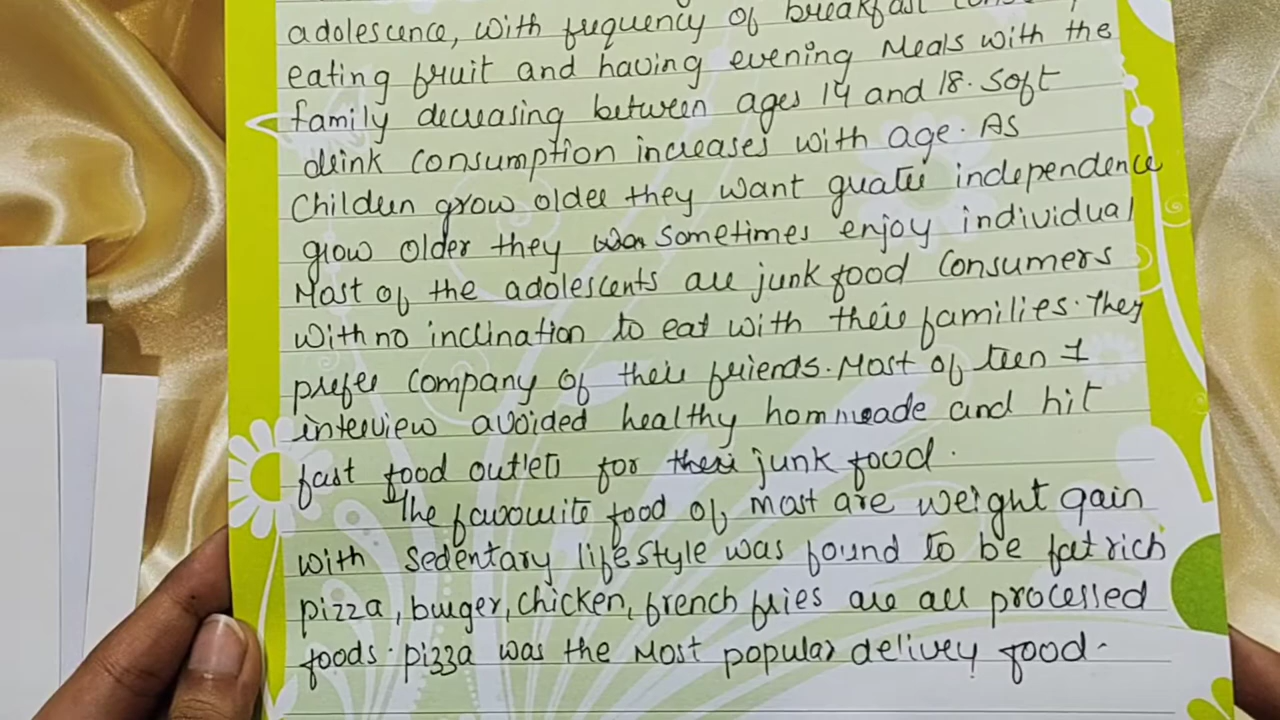 adolescence, with frequency of breakfast
eating fruit and having evening Meals with the
family decreasing between ages 14 and 18. Soft
drink consumption increases with age. As
Children grow older they want greater independence
grow older they wan sometimes enjoy individual
Most of the adolescents are junk food consumers
with no inclination to eat with their families. They
prefer company of their friends. Most of teen I
interview avoided healthy hommeade and hit
fast food outlets for their junk food.
The favourite food of most are weight gain
with sedentary lifestyle was found to be fat rich
pizza, burger, chicken, french fries are all processed
foods. pizza was the most popular delivey food.